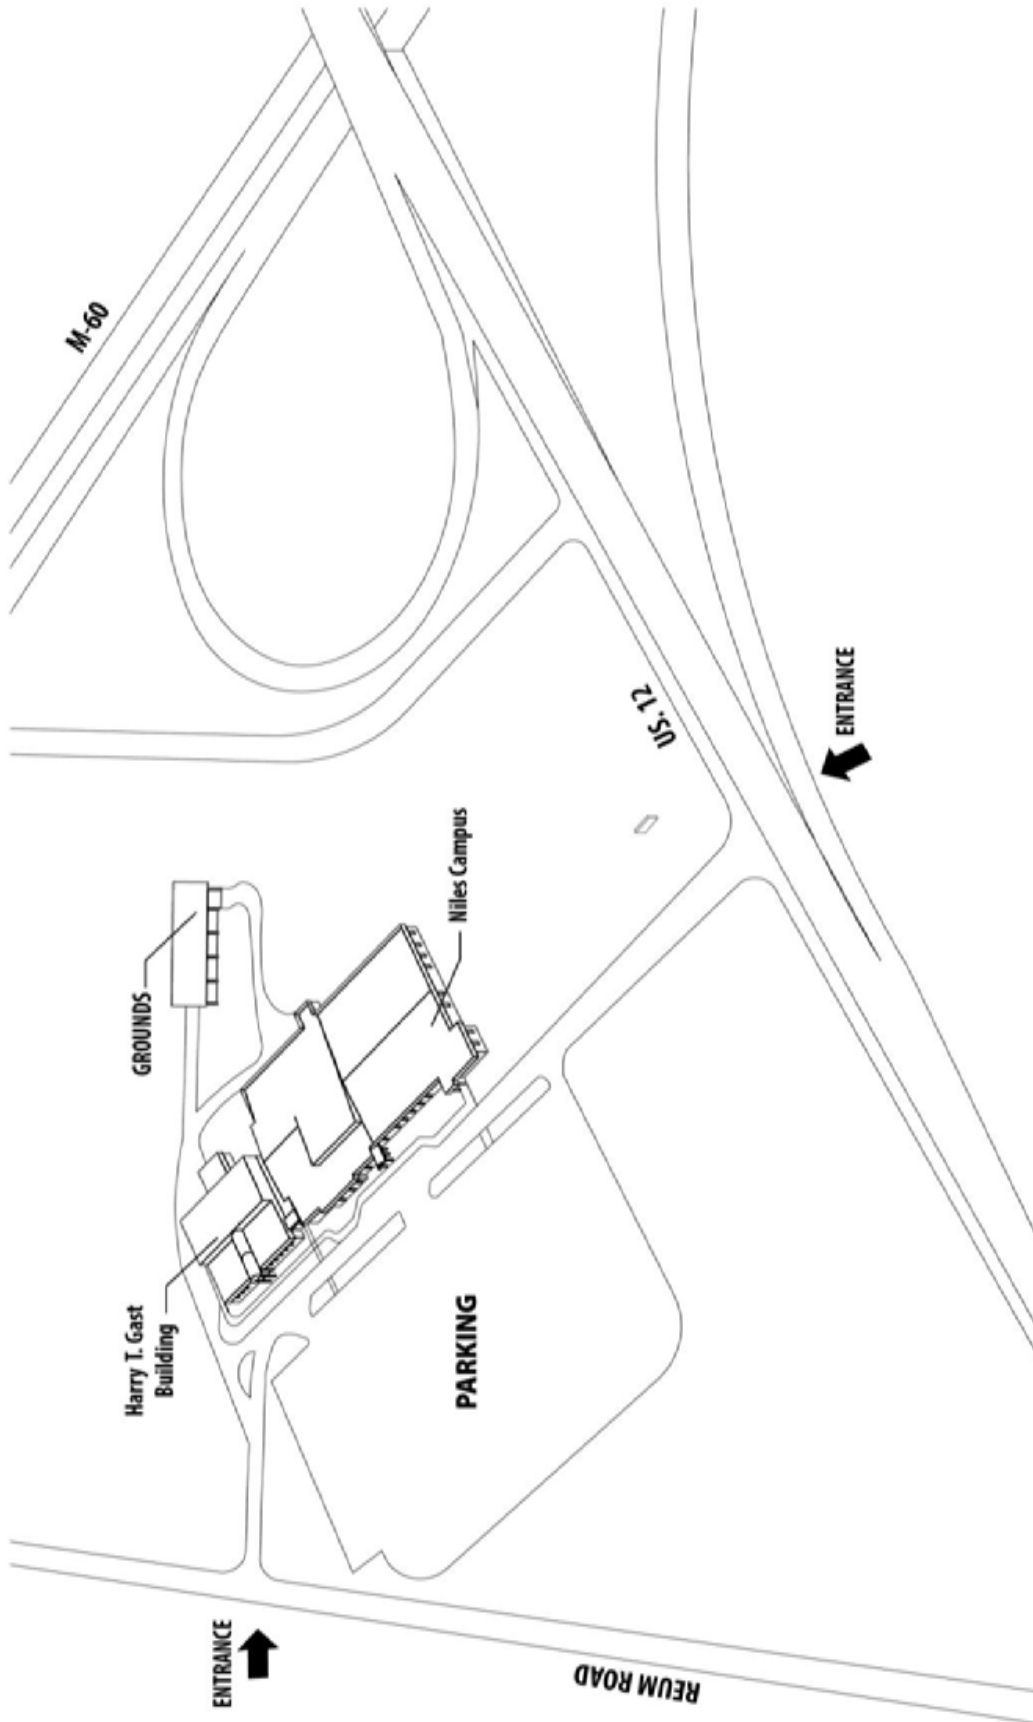 M-60
US. 12
ENTRANCE
GROUNDS
Niles Campus
Harry T. Gast
Building
PARKING
ENTRANCE
REUM ROAD